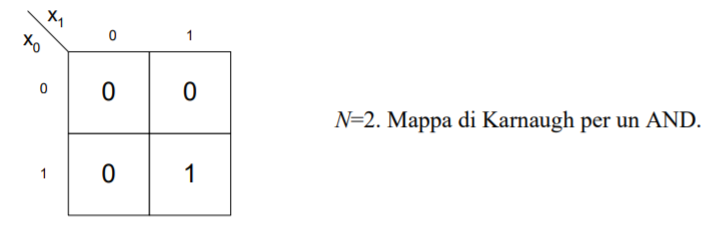 X1
X0
0 1
0 0 0
N=2. Mappa di Karnaugh per un AND.
1 0 1